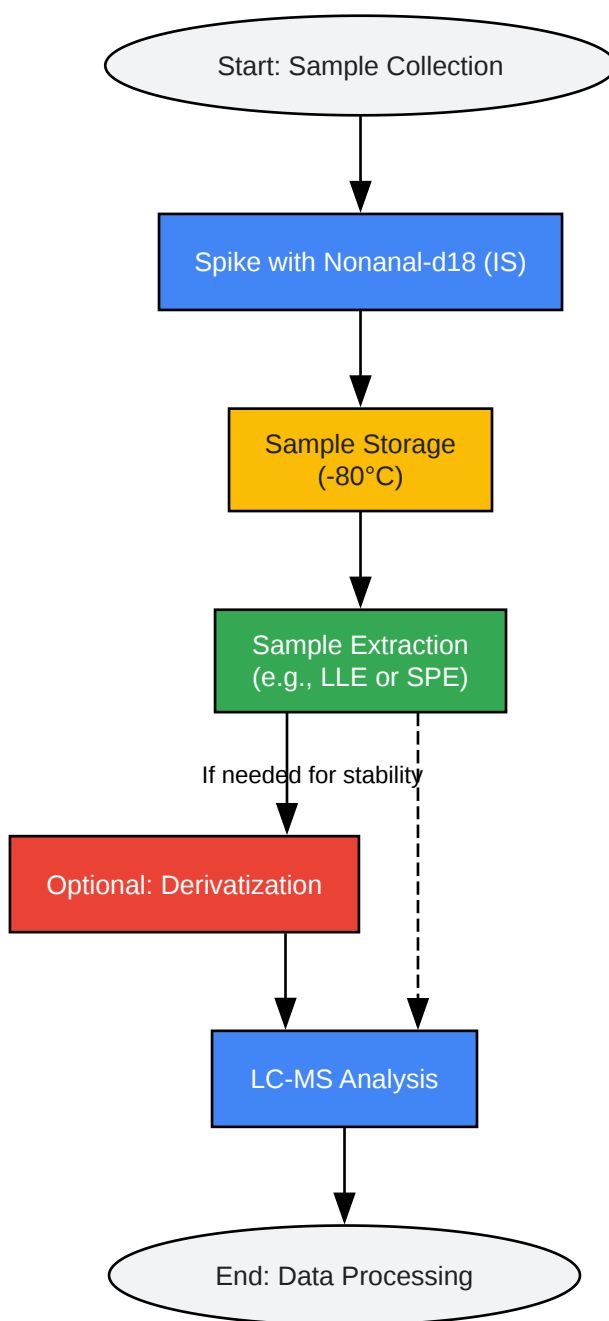 Start: Sample Collection
Spike with Nonanal-d18 (IS)
Sample Storage
(-80°C)
Sample Extraction
(e.g., LLE or SPE)
If needed for stability
Optional: Derivatization
LC-MS Analysis
End: Data Processing